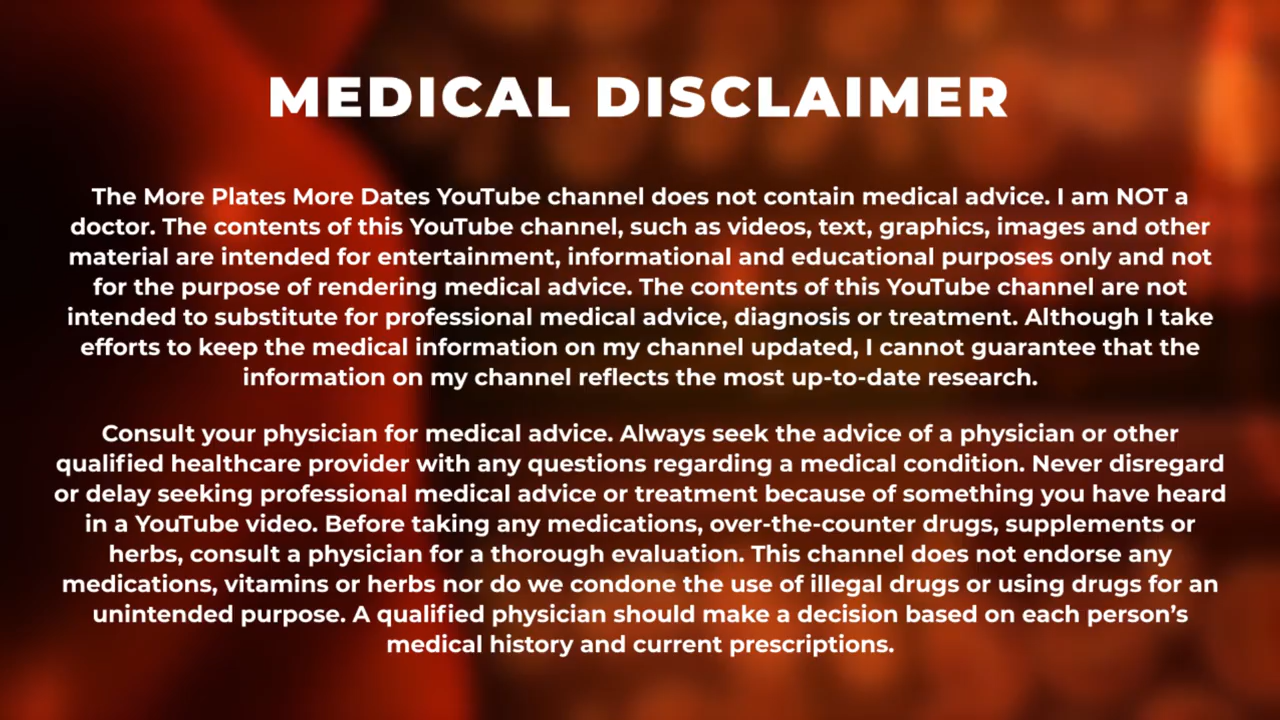 MEDICAL DISCLAIMER
The More Plates More Dates YouTube channel does not contain medical advice. I am NOT a
doctor. The contents of this YouTube channel, such as videos, text, graphics, images and other
material are intended for entertainment, informational and educational purposes only and not
for the purpose of rendering medical advice. The contents of this YouTube channel are not
intended to substitute for professional medical advice, diagnosis or treatment. Although I take
efforts to keep the medical information on my channel updated, I cannot guarantee that the
information on my channel reflects the most up-to-date research.
Consult your physician for medical advice. Always seek the advice of a physician or other
qualified healthcare provider with any questions regarding a medical condition. Never disregard
or delay seeking professional medical advice or treatment because of something you have heard
in a YouTube video. Before taking any medications, over-the-counter drugs, supplements or
herbs, consult a physician for a thorough evaluation. This channel does not endorse any
medications, vitamins or herbs nor do we condone the use of illegal drugs or using drugs for an
unintended purpose. A qualified physician should make a decision based on each person’s
medical history and current prescriptions.